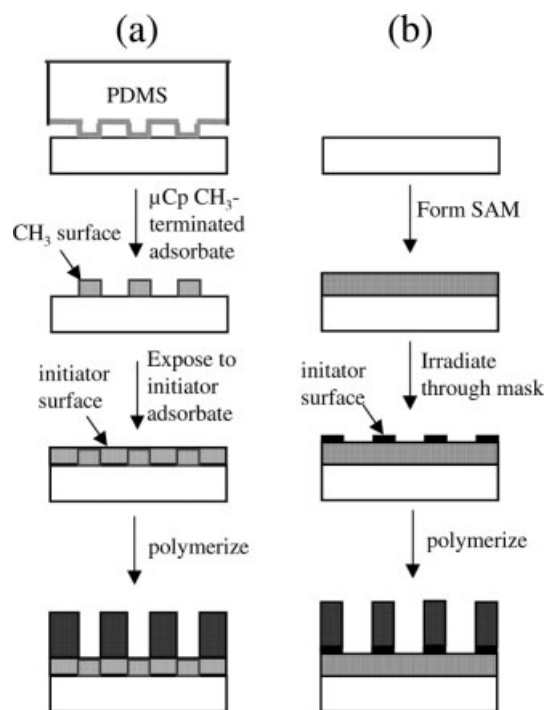 (a)
PDMS
μCp CH₃-
terminated
adsorbate
CH₃ surface
Expose to
initiator
adsorbate
initiator
surface
polymerize
(b)
Form SAM
Irradiate
through mask
initator
surface
polymerize